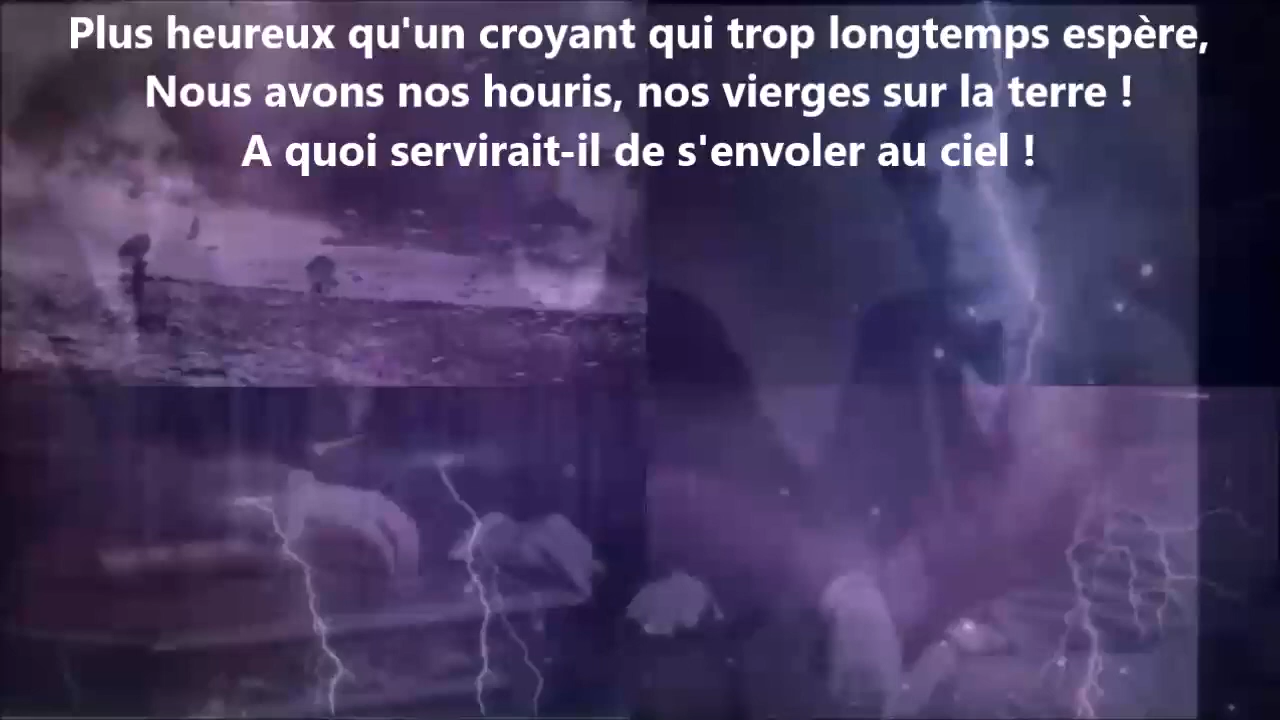 Plus heureux qu'un croyant qui trop longtemps espère,
Nous avons nos houris, nos vierges sur la terre !
A quoi servirait-il de s'envoler au ciel !